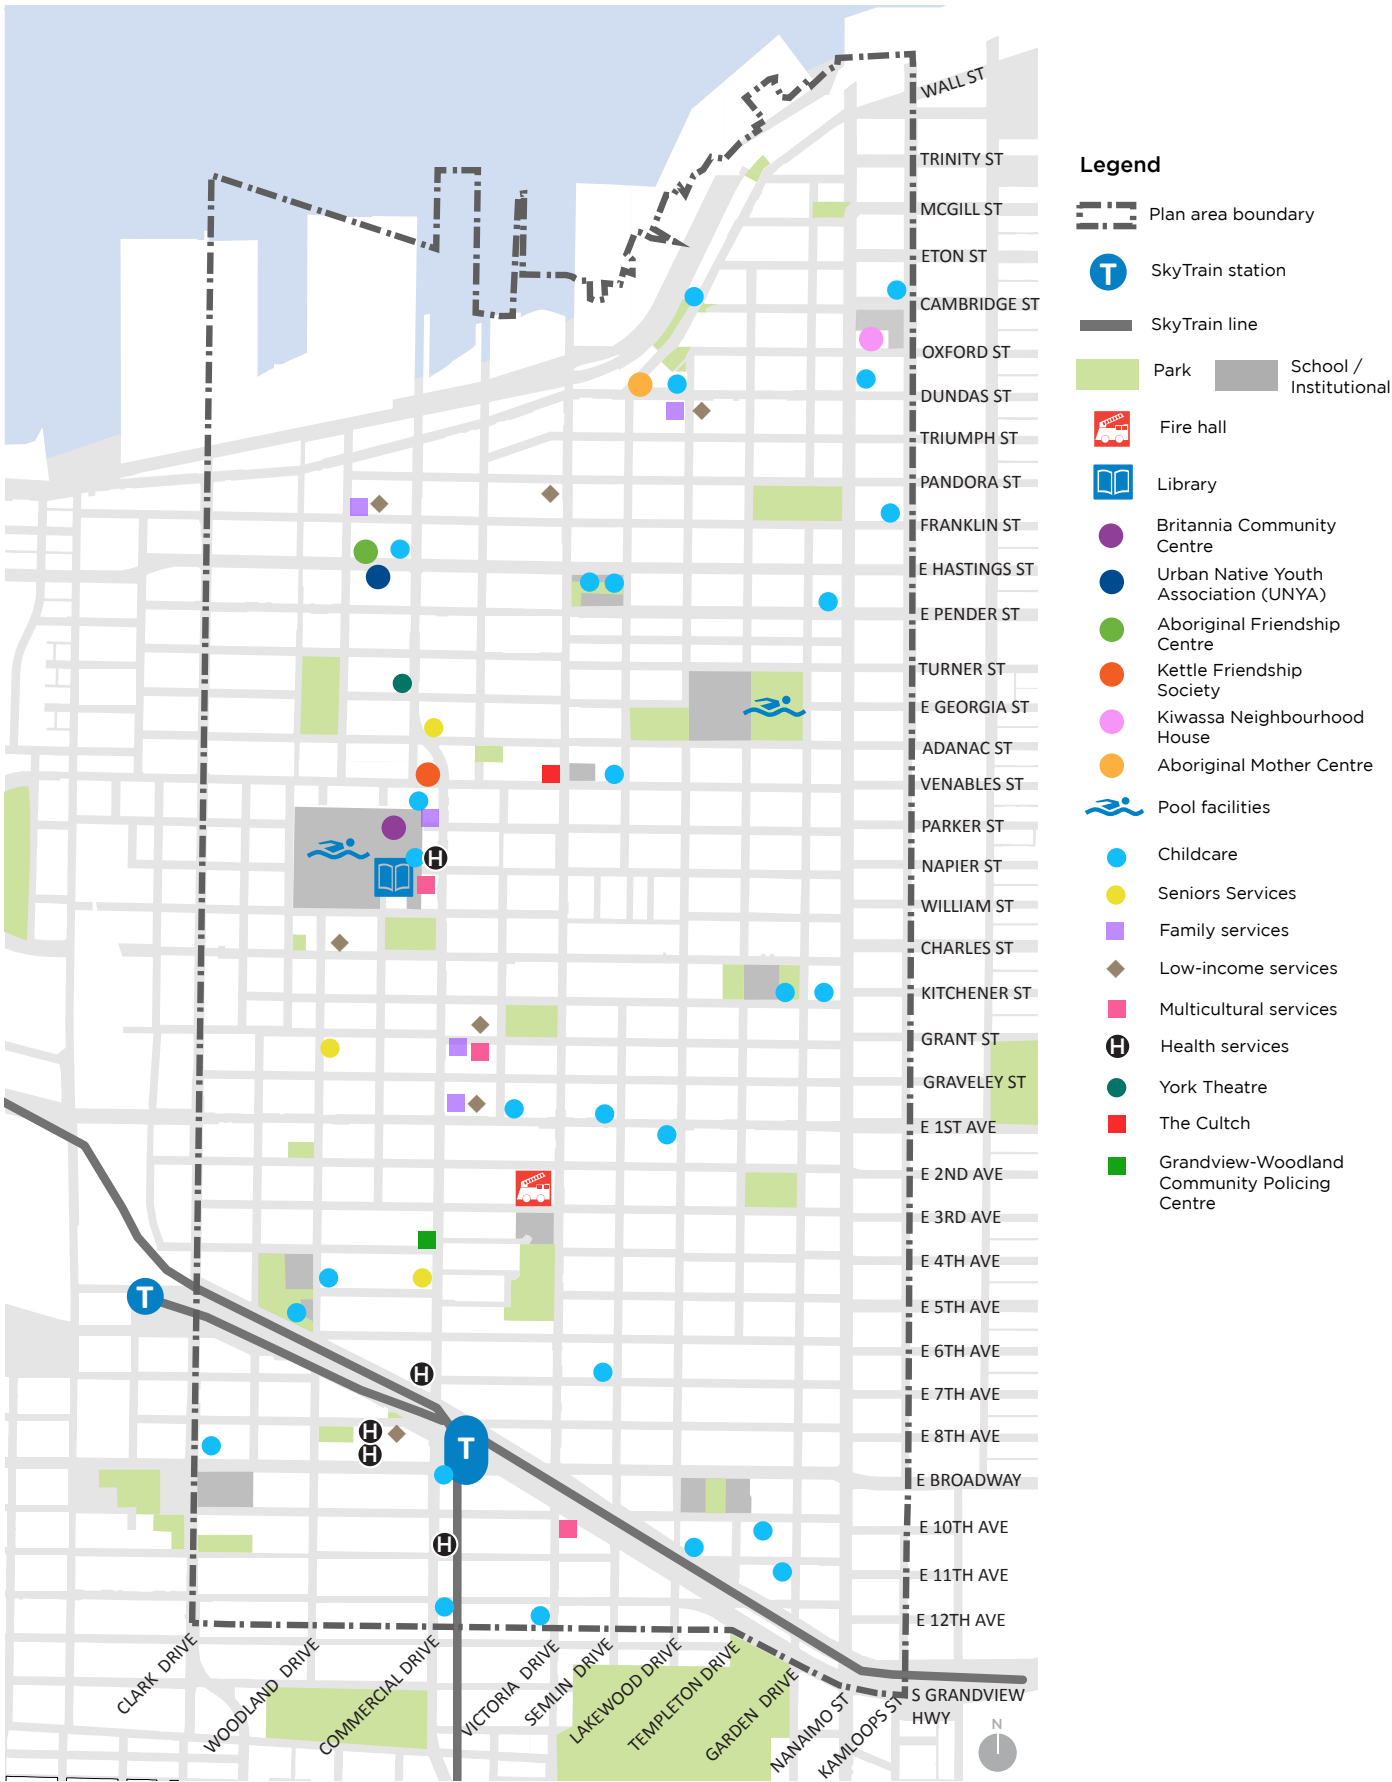 WALL ST
TRINITY ST
MCGILL ST
ETON ST
CAMBRIDGE ST
OXFORD ST
DUNDAS ST
TRIUMPH ST
PANDORA ST
FRANKLIN ST
E HASTINGS ST
E PENDER ST
TURNER ST
E GEORGIA ST
ADANAC ST
VENABLES ST
PARKER ST
NAPIER ST
WILLIAM ST
CHARLES ST
KITCHENER ST
GRANT ST
GRAVELEY ST
E 1ST AVE
E 2ND AVE
E 3RD AVE
E 4TH AVE
E 5TH AVE
E 6TH AVE
E 7TH AVE
E 8TH AVE
E BROADWAY
E 10TH AVE
E 11TH AVE
E 12TH AVE
S GRANDVIEW
HWY
CLARK DRIVE
WOODLAND DRIVE
COMMERCIAL DRIVE
VICTORIA DRIVE
SEMLIN DRIVE
LAKEWOOD DRIVE
TEMPLETON DRIVE
GARDEN DRIVE
NANAIMO ST
KAMLOOPS ST
N
T
T
H
H
H
H
H
Legend
Plan area boundary
T
SkyTrain station
SkyTrain line
Park
School /
Institutional
Fire hall
Library
Britannia Community
Centre
Urban Native Youth
Association (UNYA)
Aboriginal Friendship
Centre
Kettle Friendship
Society
Kiwassa Neighbourhood
House
Aboriginal Mother Centre
Pool facilities
Childcare
Seniors Services
Family services
Low-income services
Multicultural services
H
Health services
York Theatre
The Cultch
Grandview-Woodland
Community Policing
Centre